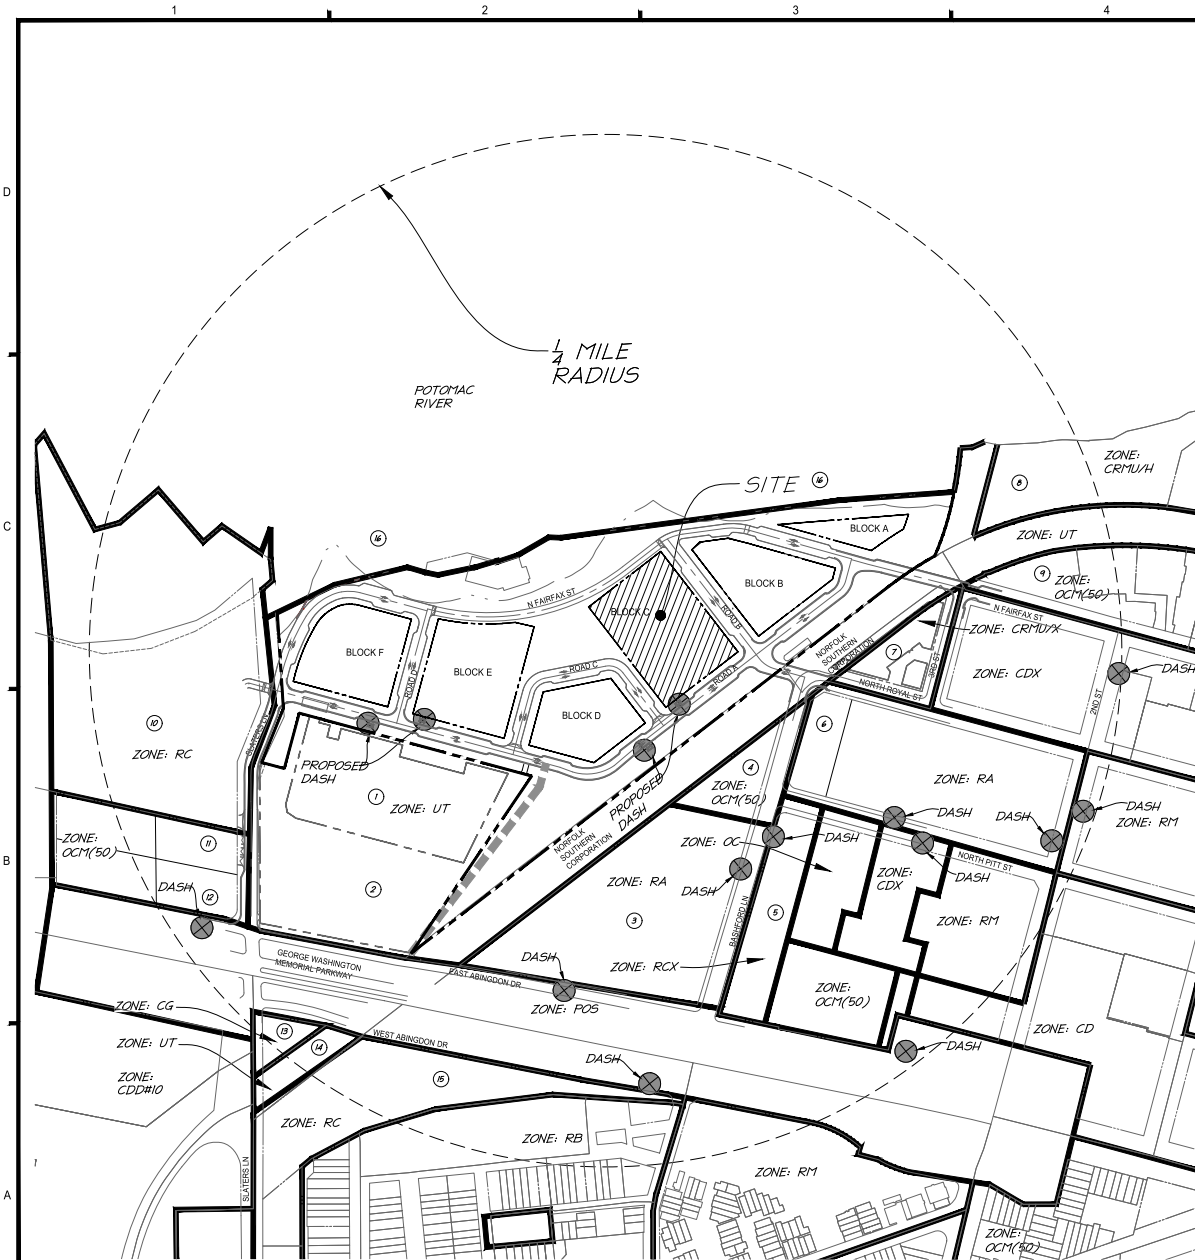 1
2
3
4
D
C
B
A
1/4 MILE
RADIUS
POTOMAC
RIVER
SITE
16
16
8
ZONE:
CRMU/H
ZONE: UT
9
ZONE:
OCM(50)
N FAIRFAX ST
BLOCK A
BLOCK B
BLOCK C
ROAD B
N FAIRFAX ST
NORFOLK
SOUTHERN
CORPORATION
ZONE: CRMU/X
7
3RD ST
NORTH ROYAL ST
ZONE: CDX
2ND ST
DASH
BLOCK F
BLOCK E
ROAD D
ROAD C
BLOCK D
ROAD A
10
ZONE: RC
SLATERS LN
PROPOSED
DASH
1
ZONE: UT
PROPOSED
DASH
4
ZONE:
OCM(50)
6
ZONE: RA
DASH
DASH
DASH
ZONE: RM
ZONE:
OCM(50)
11
DASH
12
2
NORFOLK
SOUTHERN
CORPORATION
ZONE: OC
DASH
ZONE: RA
DASH
ZONE:
CDX
DASH
NORTH PITT ST
3
5
ZONE: RM
BASHFORD LN
GEORGE WASHINGTON
MEMORIAL PARKWAY
EAST ABINGDON DR
DASH
ZONE: RCX
ZONE:
OCM(50)
ZONE: POS
ZONE: CG
13
ZONE: UT
14
WEST ABINGDON DR
ZONE: CD
DASH
DASH
ZONE:
CDD#10
15
ZONE: RC
ZONE: RB
ZONE: RM
SLATERS LN
ZONE:
OCM(50)